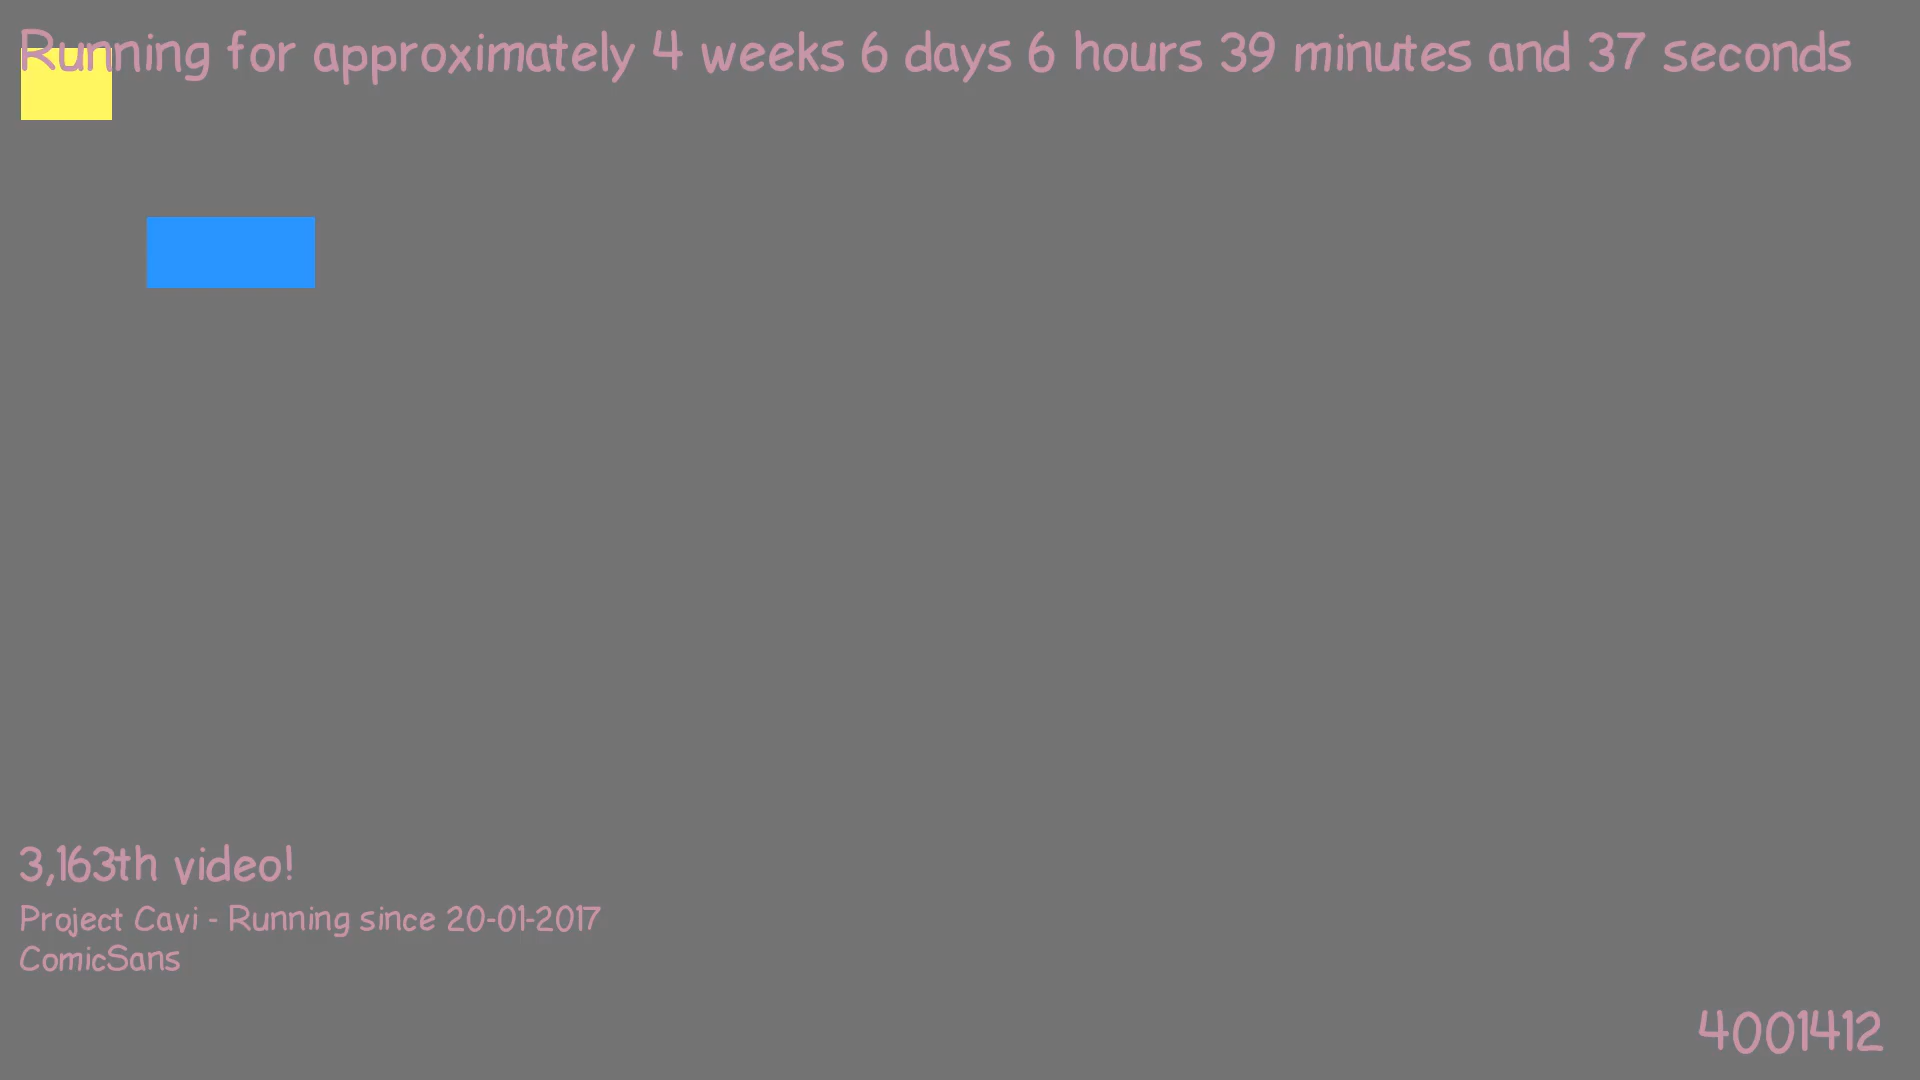 Running for approximately 4 weeks 6 days 6 hours 39 minutes and 37 seconds
3,163th video!
Project Cavi - Running since 20-01-2017
ComicSans
4001412